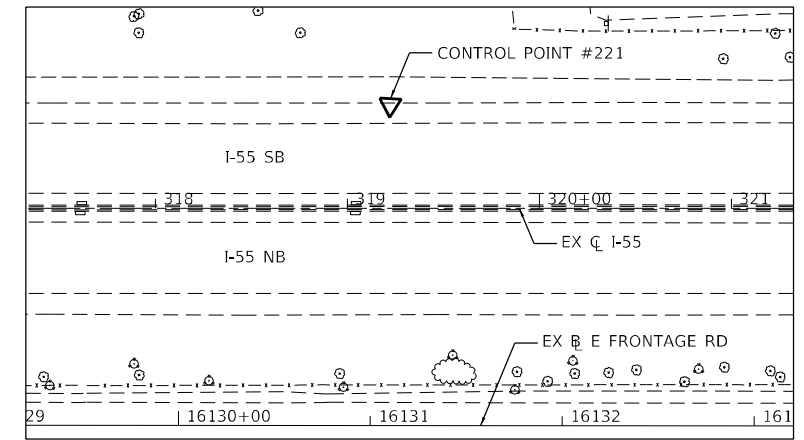 CONTROL POINT #221
I-55 SB
318 319 320+00 321
EX ℄ I-55
I-55 NB
EX B̲L E FRONTAGE RD
29 16130+00 16131 16132 161